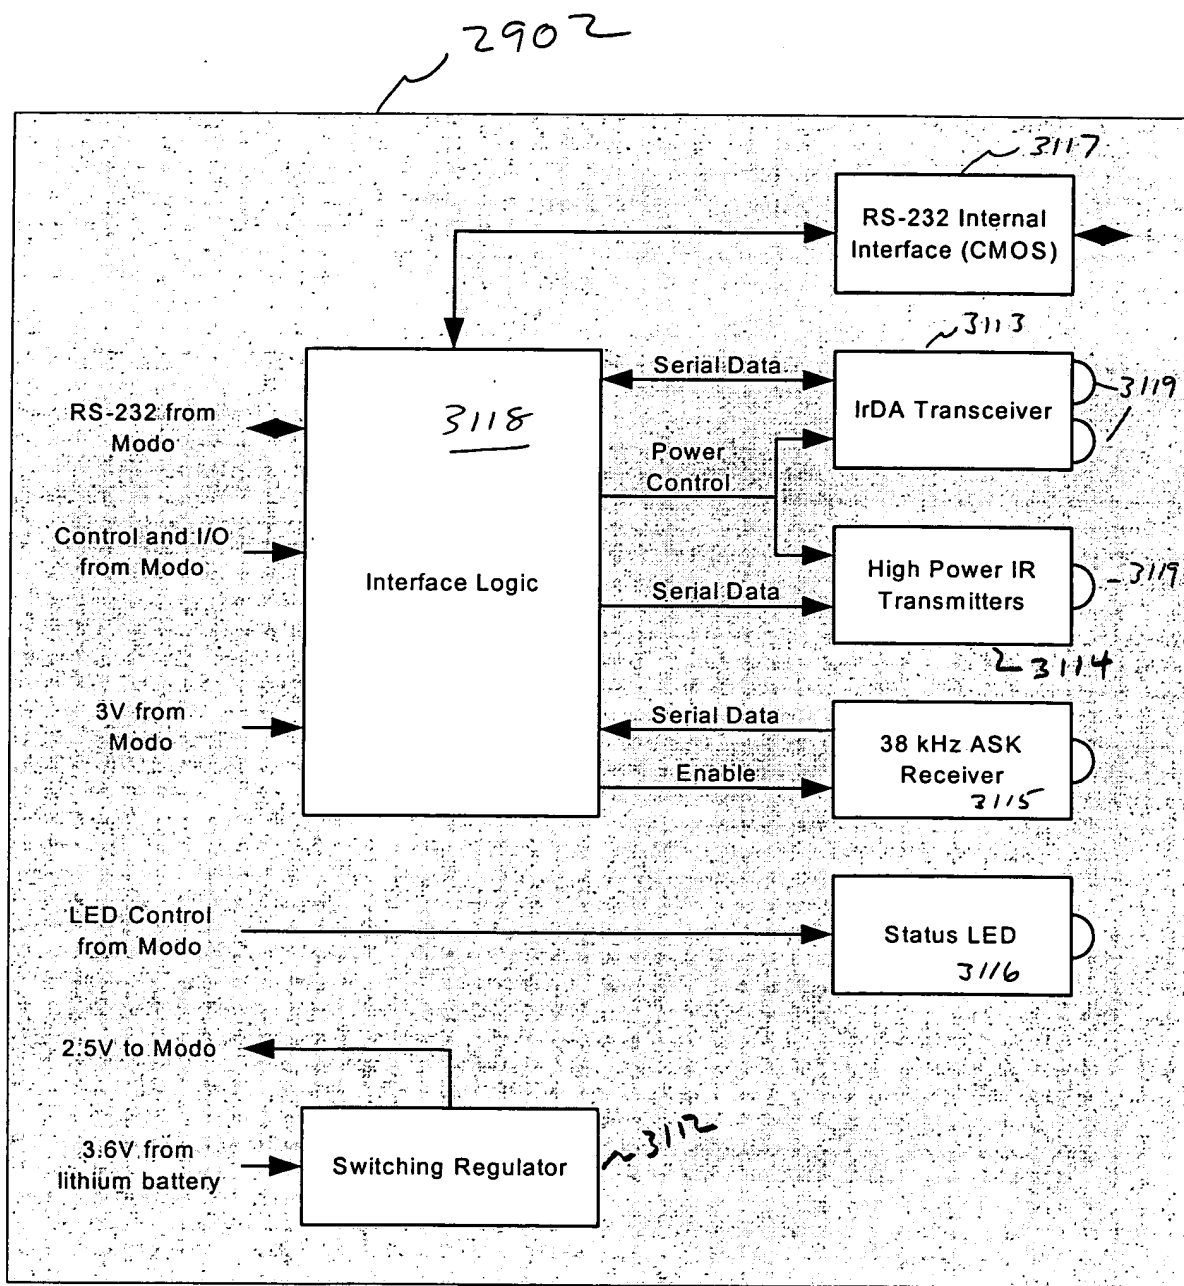 2902
3117
RS-232 Internal
Interface (CMOS)
3113
Serial Data
IrDA Transceiver
3119
RS-232 from
Modo
3118
Power
Control
Control and I/O
from Modo
Interface Logic
High Power IR
Transmitters
3119
Serial Data
3114
3V from
Modo
Serial Data
38 kHz ASK
Receiver
3115
Enable
LED Control
from Modo
Status LED
3116
2.5V to Modo
3.6V from
lithium battery
Switching Regulator
3112